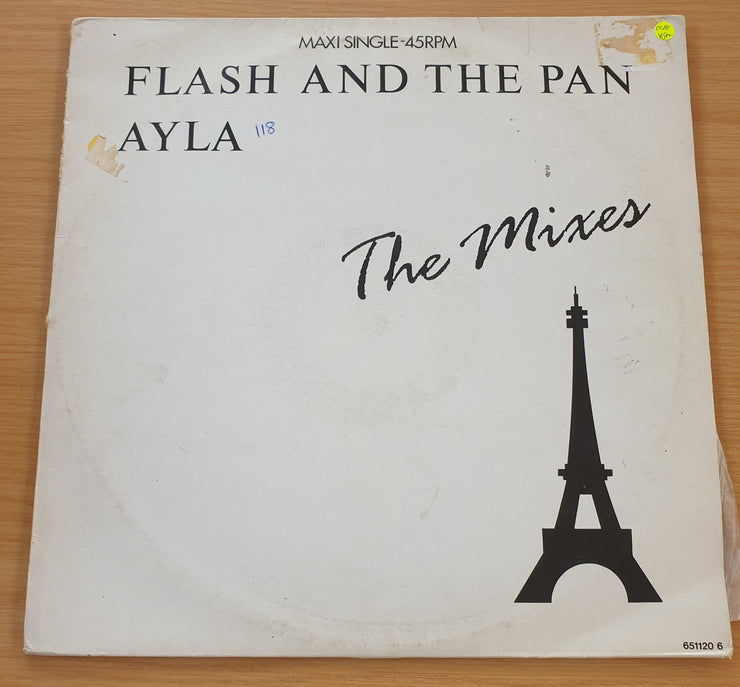 MAXI SINGLE-45RPM
FLASH AND THE PAN
AYLA 118
The Mixes
651120 6